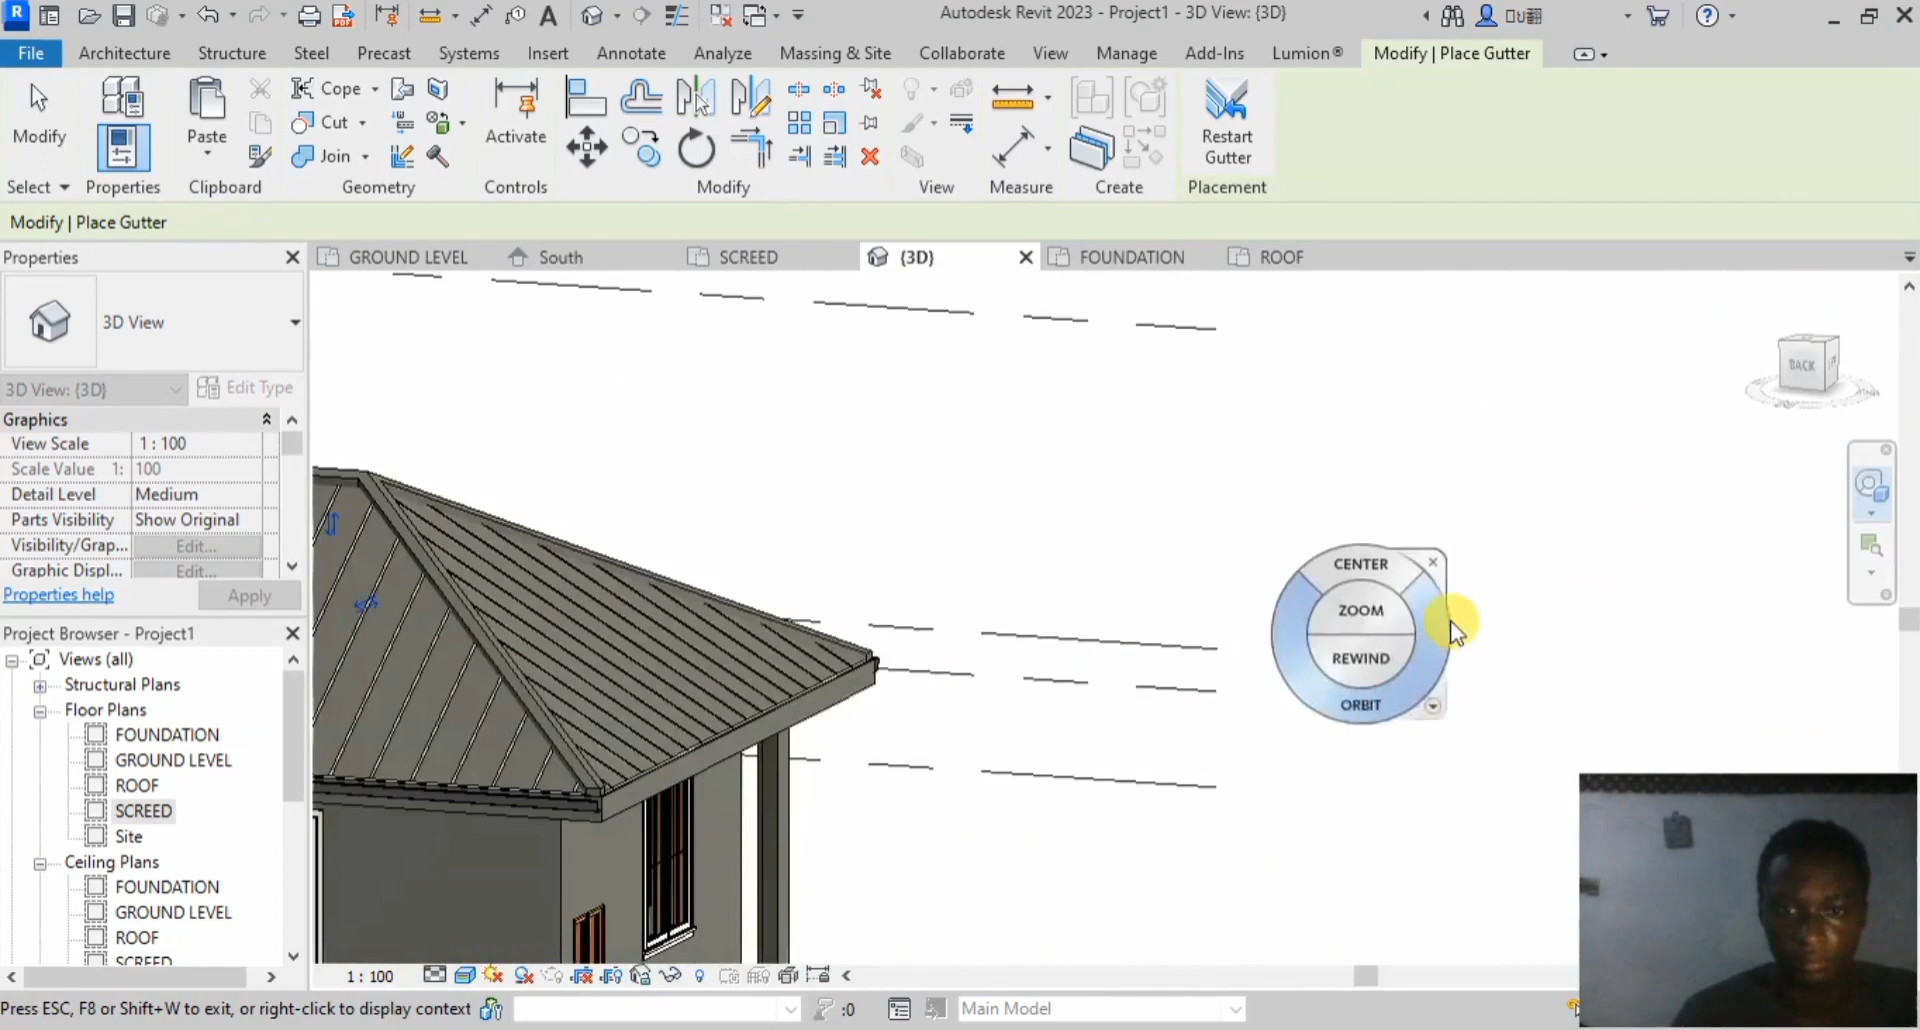 R
Autodesk Revit 2023 - Project1 - 3D View: {3D}
File Architecture Structure Steel Precast Systems Insert Annotate Analyze Massing & Site Collaborate View Manage Add-Ins Lumion® Modify | Place Gutter
Modify
Cope
Cut
Join
Paste
Activate
Restart
Gutter
Select Properties Clipboard Geometry Controls Modify View Measure Create Placement
Modify | Place Gutter
Properties
GROUND LEVEL South SCREED {3D} FOUNDATION ROOF
3D View
3D View: {3D} Edit Type
Graphics
View Scale 1 : 100
Scale Value 1: 100
Detail Level Medium
Parts Visibility Show Original
Visibility/Grap... Edit...
Graphic Displ... Edit...
Properties help Apply
Project Browser - Project1
Views (all)
Structural Plans
Floor Plans
FOUNDATION
GROUND LEVEL
ROOF
SCREED
Site
Ceiling Plans
FOUNDATION
GROUND LEVEL
ROOF
SCREED
BACK
CENTER
ZOOM
REWIND
ORBIT
1 : 100
Press ESC, F8 or Shift+W to exit, or right-click to display context :0 Main Model